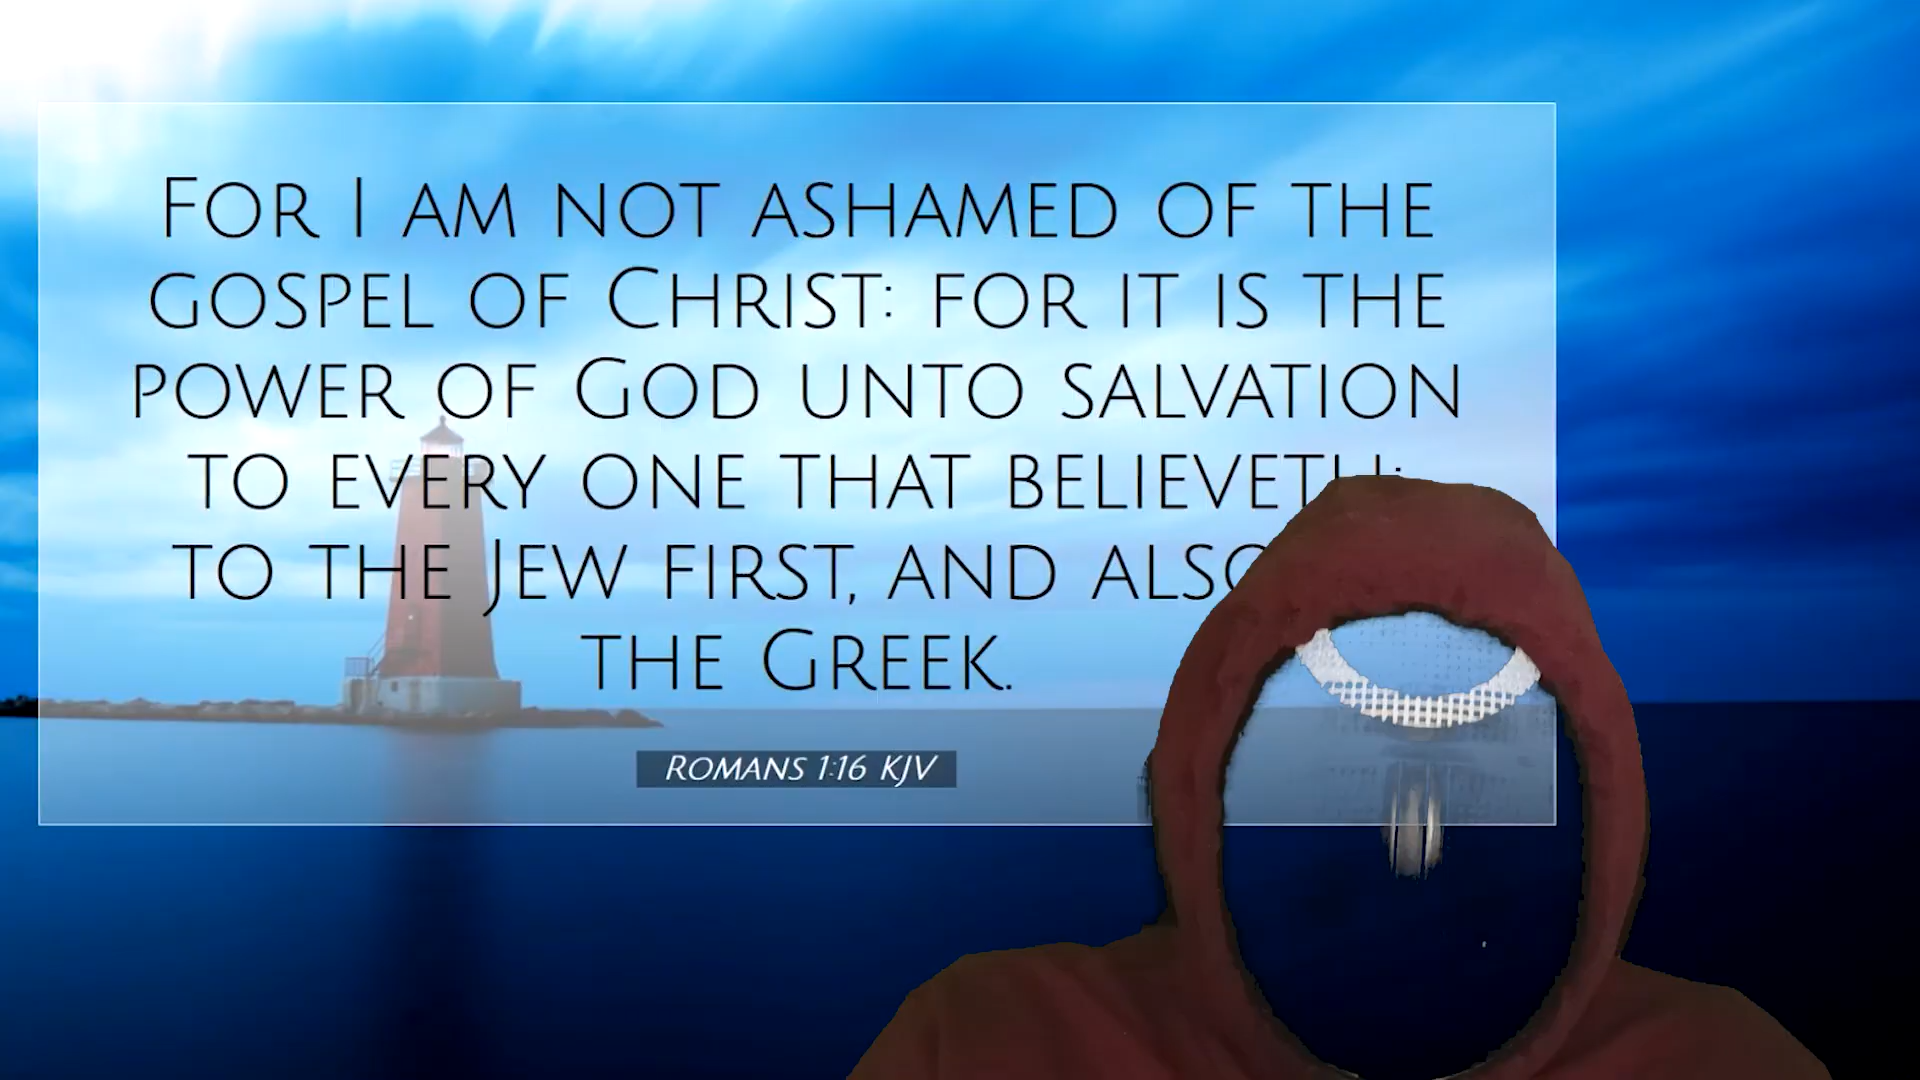 For I am not ashamed of the
gospel of Christ: for it is the
power of God unto salvation
to every one that believeth;
to the Jew first, and also
the Greek.
Romans 1:16 KJV